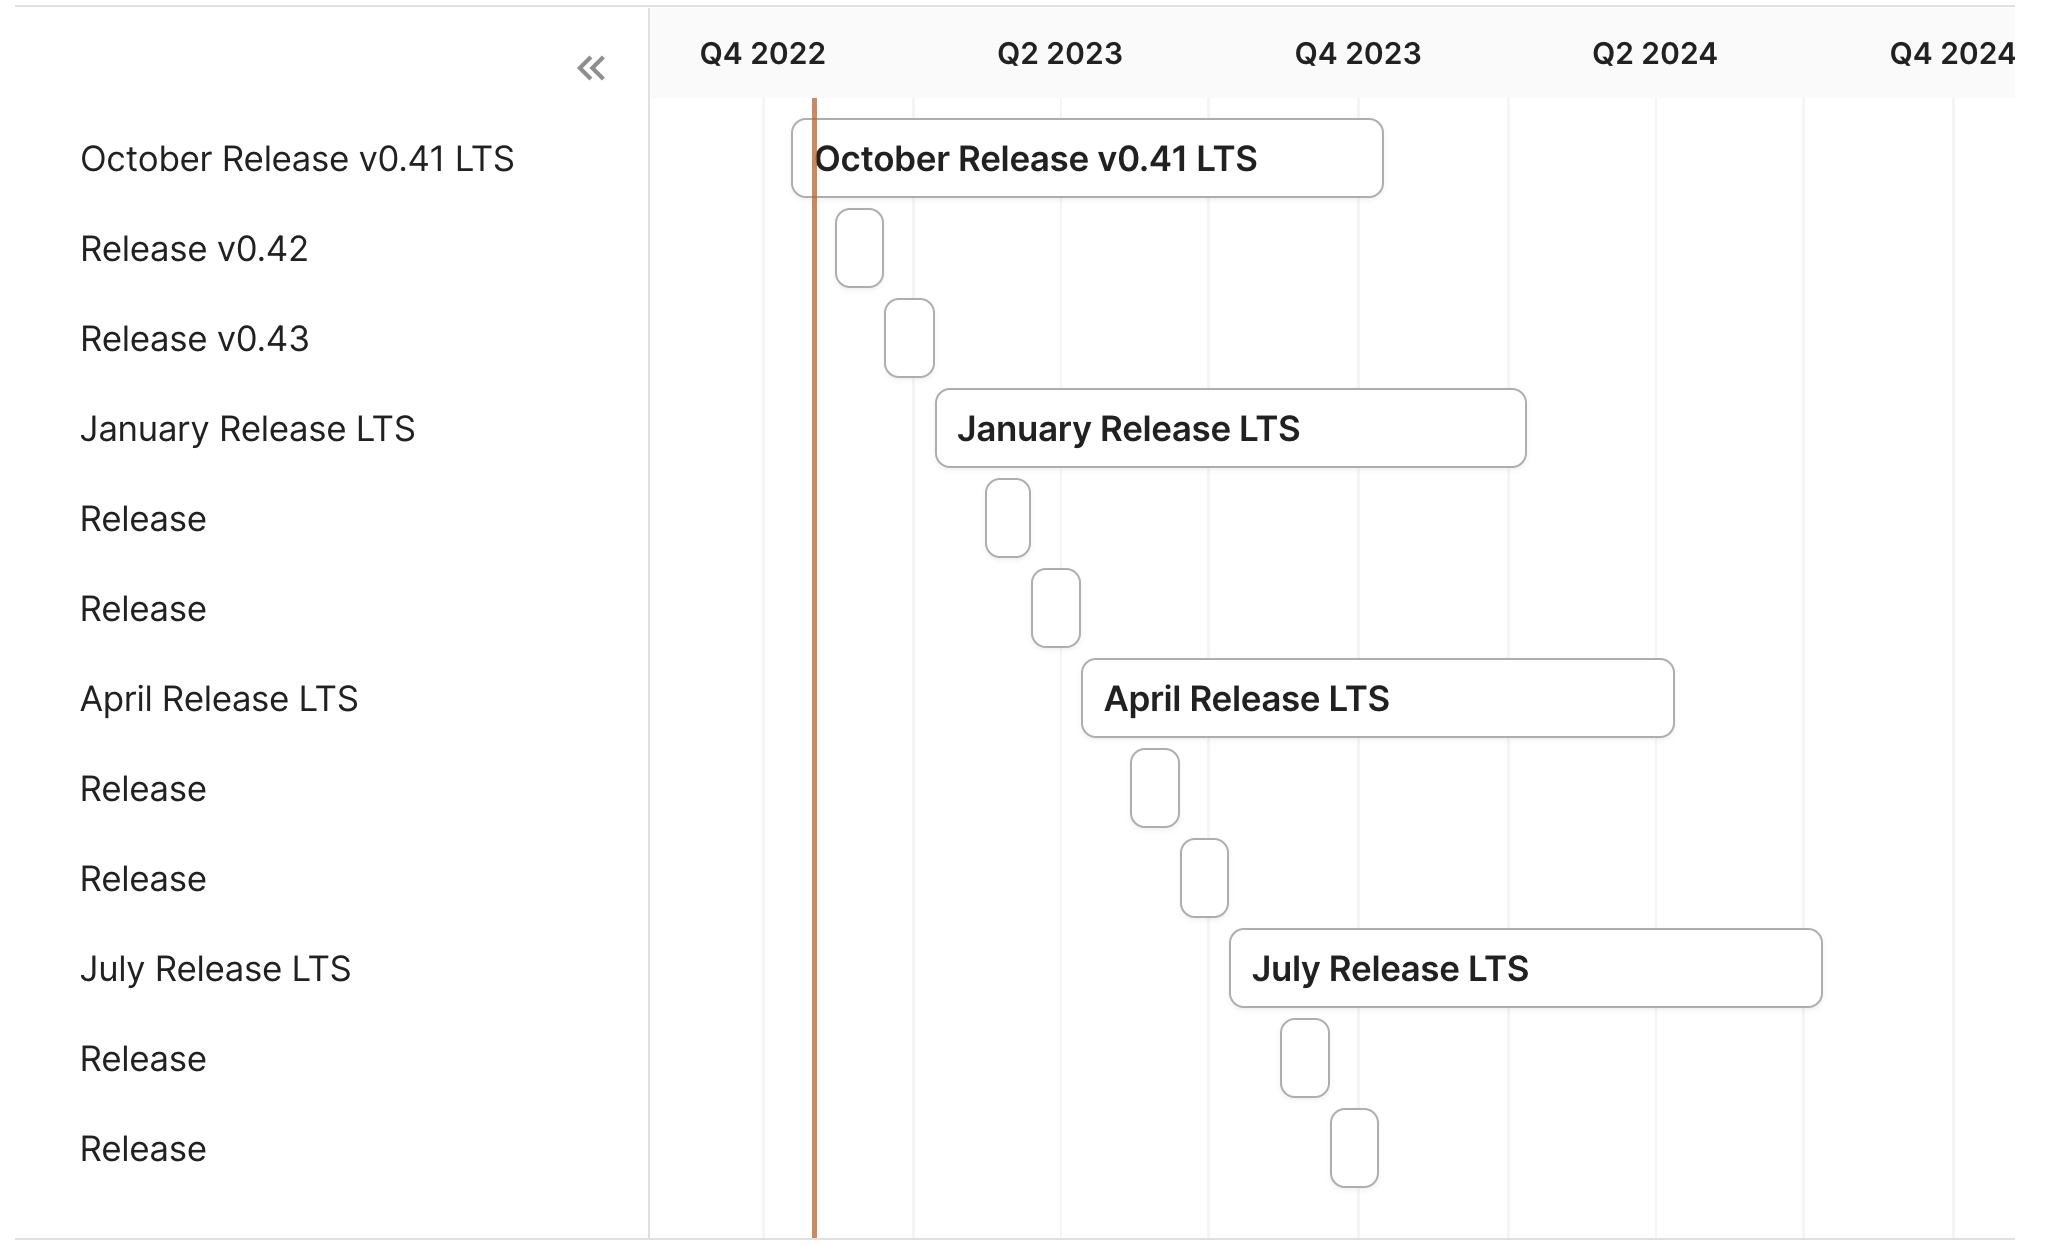 Q4 2022 Q2 2023 Q4 2023 Q2 2024 Q4 2024
October Release v0.41 LTS October Release v0.41 LTS
Release v0.42
Release v0.43
January Release LTS January Release LTS
Release
Release
April Release LTS April Release LTS
Release
Release
July Release LTS July Release LTS
Release
Release